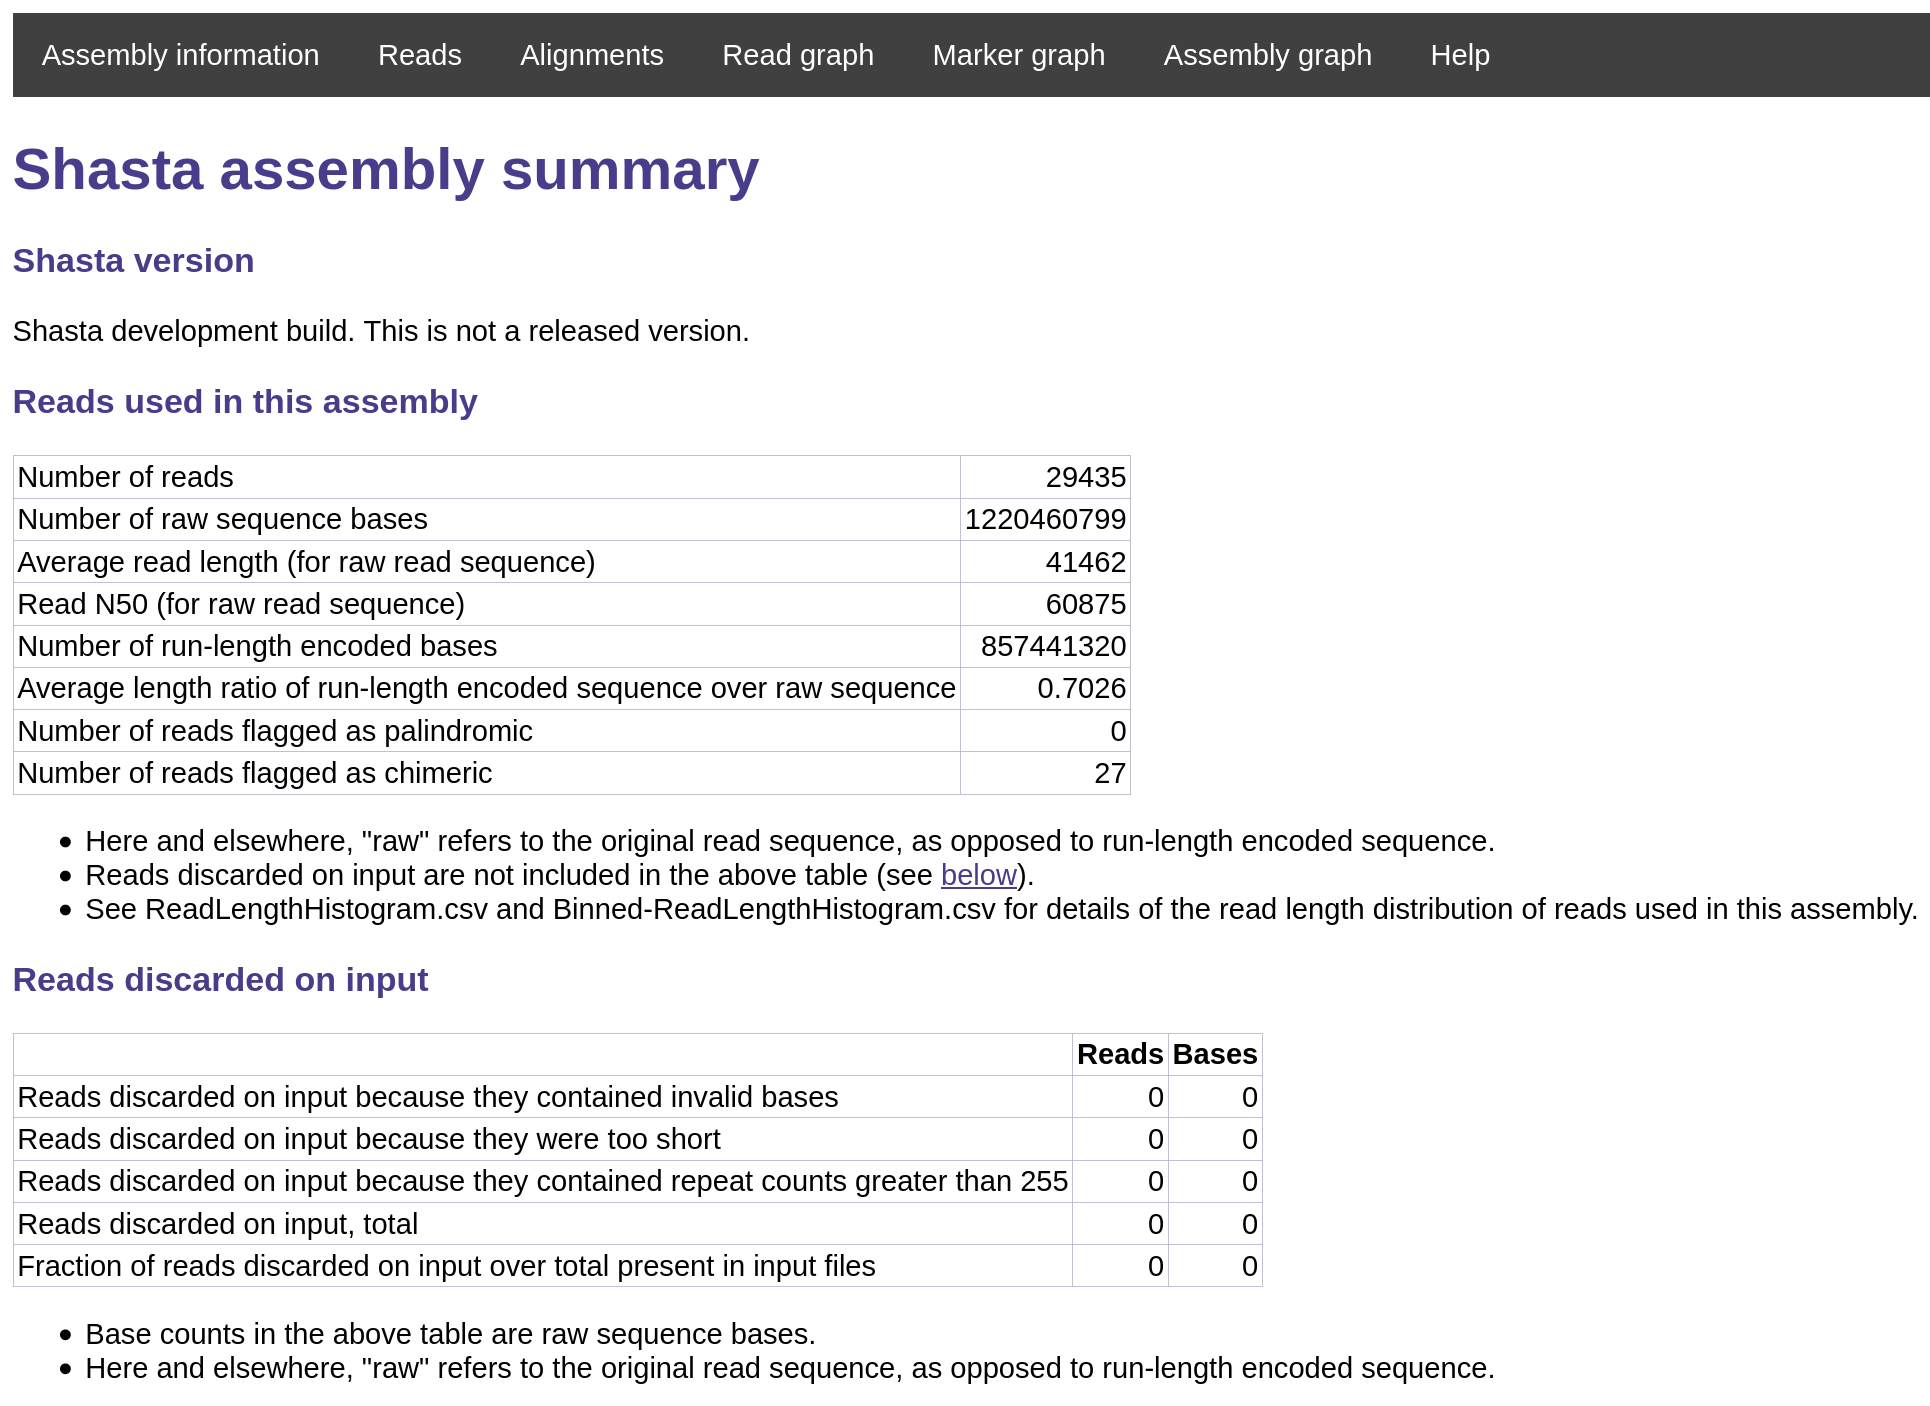 Assembly information Reads Alignments Read graph Marker graph Assembly graph Help
Shasta assembly summary
Shasta version
Shasta development build. This is not a released version.
Reads used in this assembly
Number of reads 29435
Number of raw sequence bases 1220460799
Average read length (for raw read sequence) 41462
Read N50 (for raw read sequence) 60875
Number of run-length encoded bases 857441320
Average length ratio of run-length encoded sequence over raw sequence 0.7026
Number of reads flagged as palindromic 0
Number of reads flagged as chimeric 27
• Here and elsewhere, "raw" refers to the original read sequence, as opposed to run-length encoded sequence.
• Reads discarded on input are not included in the above table (see below).
• See ReadLengthHistogram.csv and Binned-ReadLengthHistogram.csv for details of the read length distribution of reads used in this assembly.
Reads discarded on input
Reads Bases
Reads discarded on input because they contained invalid bases 0 0
Reads discarded on input because they were too short 0 0
Reads discarded on input because they contained repeat counts greater than 255 0 0
Reads discarded on input, total 0 0
Fraction of reads discarded on input over total present in input files 0 0
• Base counts in the above table are raw sequence bases.
• Here and elsewhere, "raw" refers to the original read sequence, as opposed to run-length encoded sequence.